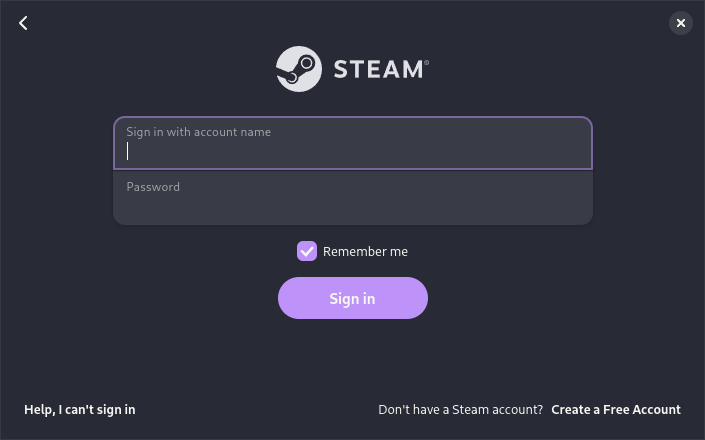 STEAM®
Sign in with account name
Password
Remember me
Sign in
Help, I can't sign in
Don't have a Steam account? Create a Free Account